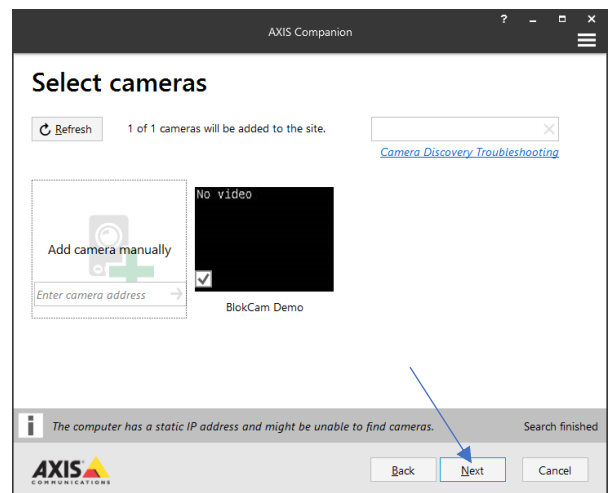 AXIS Companion
?
Select cameras
Refresh
1 of 1 cameras will be added to the site.
Camera Discovery Troubleshooting
No video
Add camera manually
Enter camera address
BlokCam Demo
i
The computer has a static IP address and might be unable to find cameras.
Search finished
AXIS
COMMUNICATIONS
Back
Next
Cancel